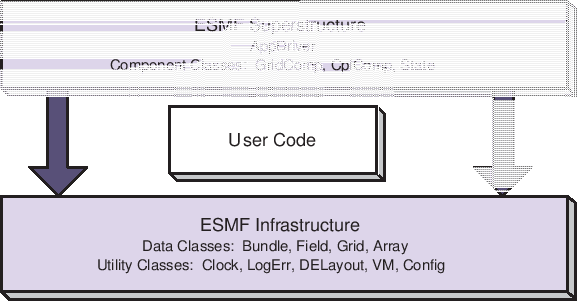 ESMF Superstructure
AppDriver
Component Classes: GridComp, CplComp, State
User Code
ESMF Infrastructure
Data Classes: Bundle, Field, Grid, Array
Utility Classes: Clock, LogErr, DELayout, VM, Config